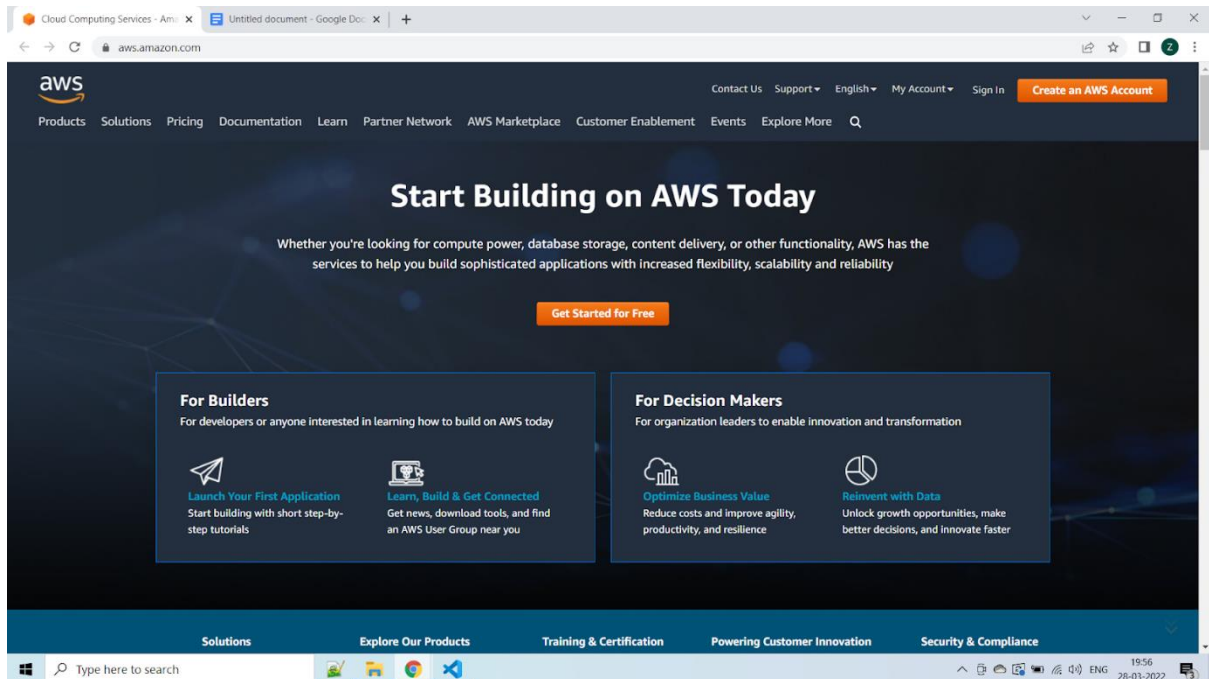 Cloud Computing Services - Am
Untitled document - Google Doc
aws.amazon.com
Z
aws
Contact Us Support English My Account Sign In Create an AWS Account
Products Solutions Pricing Documentation Learn Partner Network AWS Marketplace Customer Enablement Events Explore More
Start Building on AWS Today
Whether you're looking for compute power, database storage, content delivery, or other functionality, AWS has the
services to help you build sophisticated applications with increased flexibility, scalability and reliability
Get Started for Free
For Builders
For developers or anyone interested in learning how to build on AWS today
Launch Your First Application
Start building with short step-by-
step tutorials
Learn, Build & Get Connected
Get news, download tools, and find
an AWS User Group near you
For Decision Makers
For organization leaders to enable innovation and transformation
Optimize Business Value
Reduce costs and improve agility,
productivity, and resilience
Reinvent with Data
Unlock growth opportunities, make
better decisions, and innovate faster
Solutions Explore Our Products Training & Certification Powering Customer Innovation Security & Compliance
Type here to search
ENG
19:56
28-03-2022
3